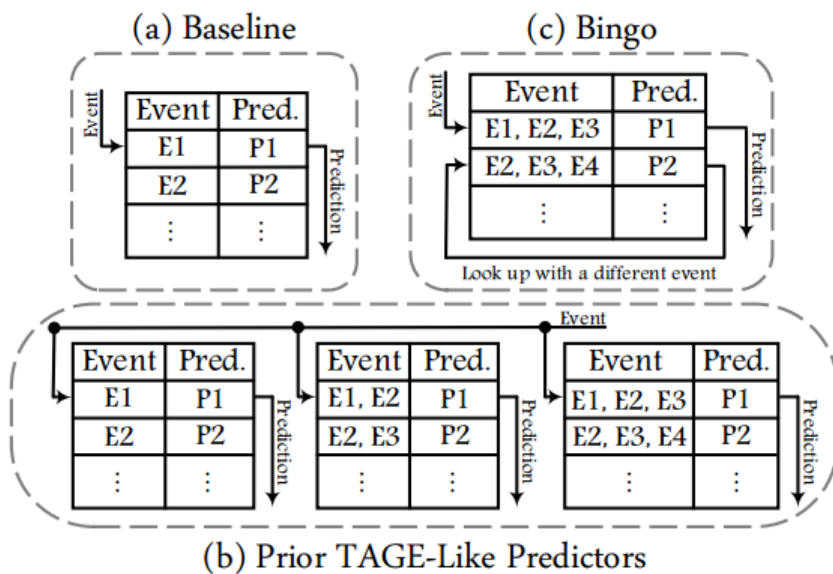 (a) Baseline
Event
Event Pred.
E1 P1
E2 P2
⋮ ⋮
Prediction
(c) Bingo
Event
Event Pred.
E1, E2, E3 P1
E2, E3, E4 P2
⋮ ⋮
Prediction
Look up with a different event
Event
Event Pred.
E1 P1
E2 P2
⋮ ⋮
Prediction
Event Pred.
E1, E2 P1
E2, E3 P2
⋮ ⋮
Prediction
Event Pred.
E1, E2, E3 P1
E2, E3, E4 P2
⋮ ⋮
Prediction
(b) Prior TAGE-Like Predictors